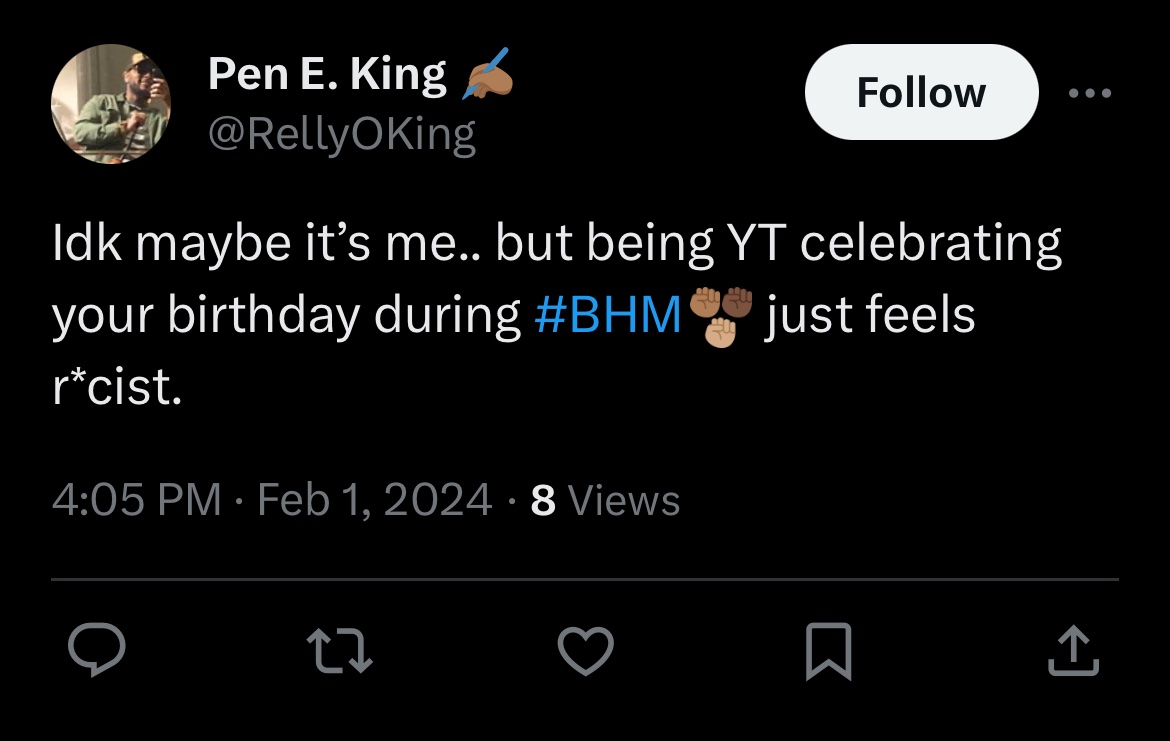 Pen E. King ✍🏽
@RellyOKing
Follow
Idk maybe it’s me.. but being YT celebrating
your birthday during #BHM just feels
r*cist.
4:05 PM · Feb 1, 2024 · 8 Views